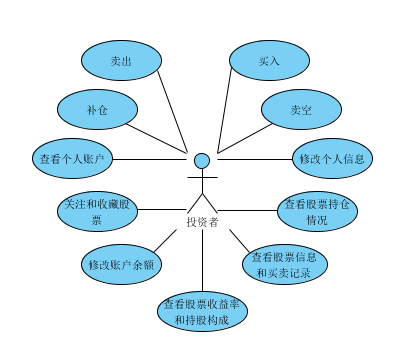 卖出
买入
补仓
卖空
查看个人账户
修改个人信息
关注和收藏股
票
查看股票持仓
情况
投资者
修改账户余额
查看股票信息
和买卖记录
查看股票收益率
和持股构成